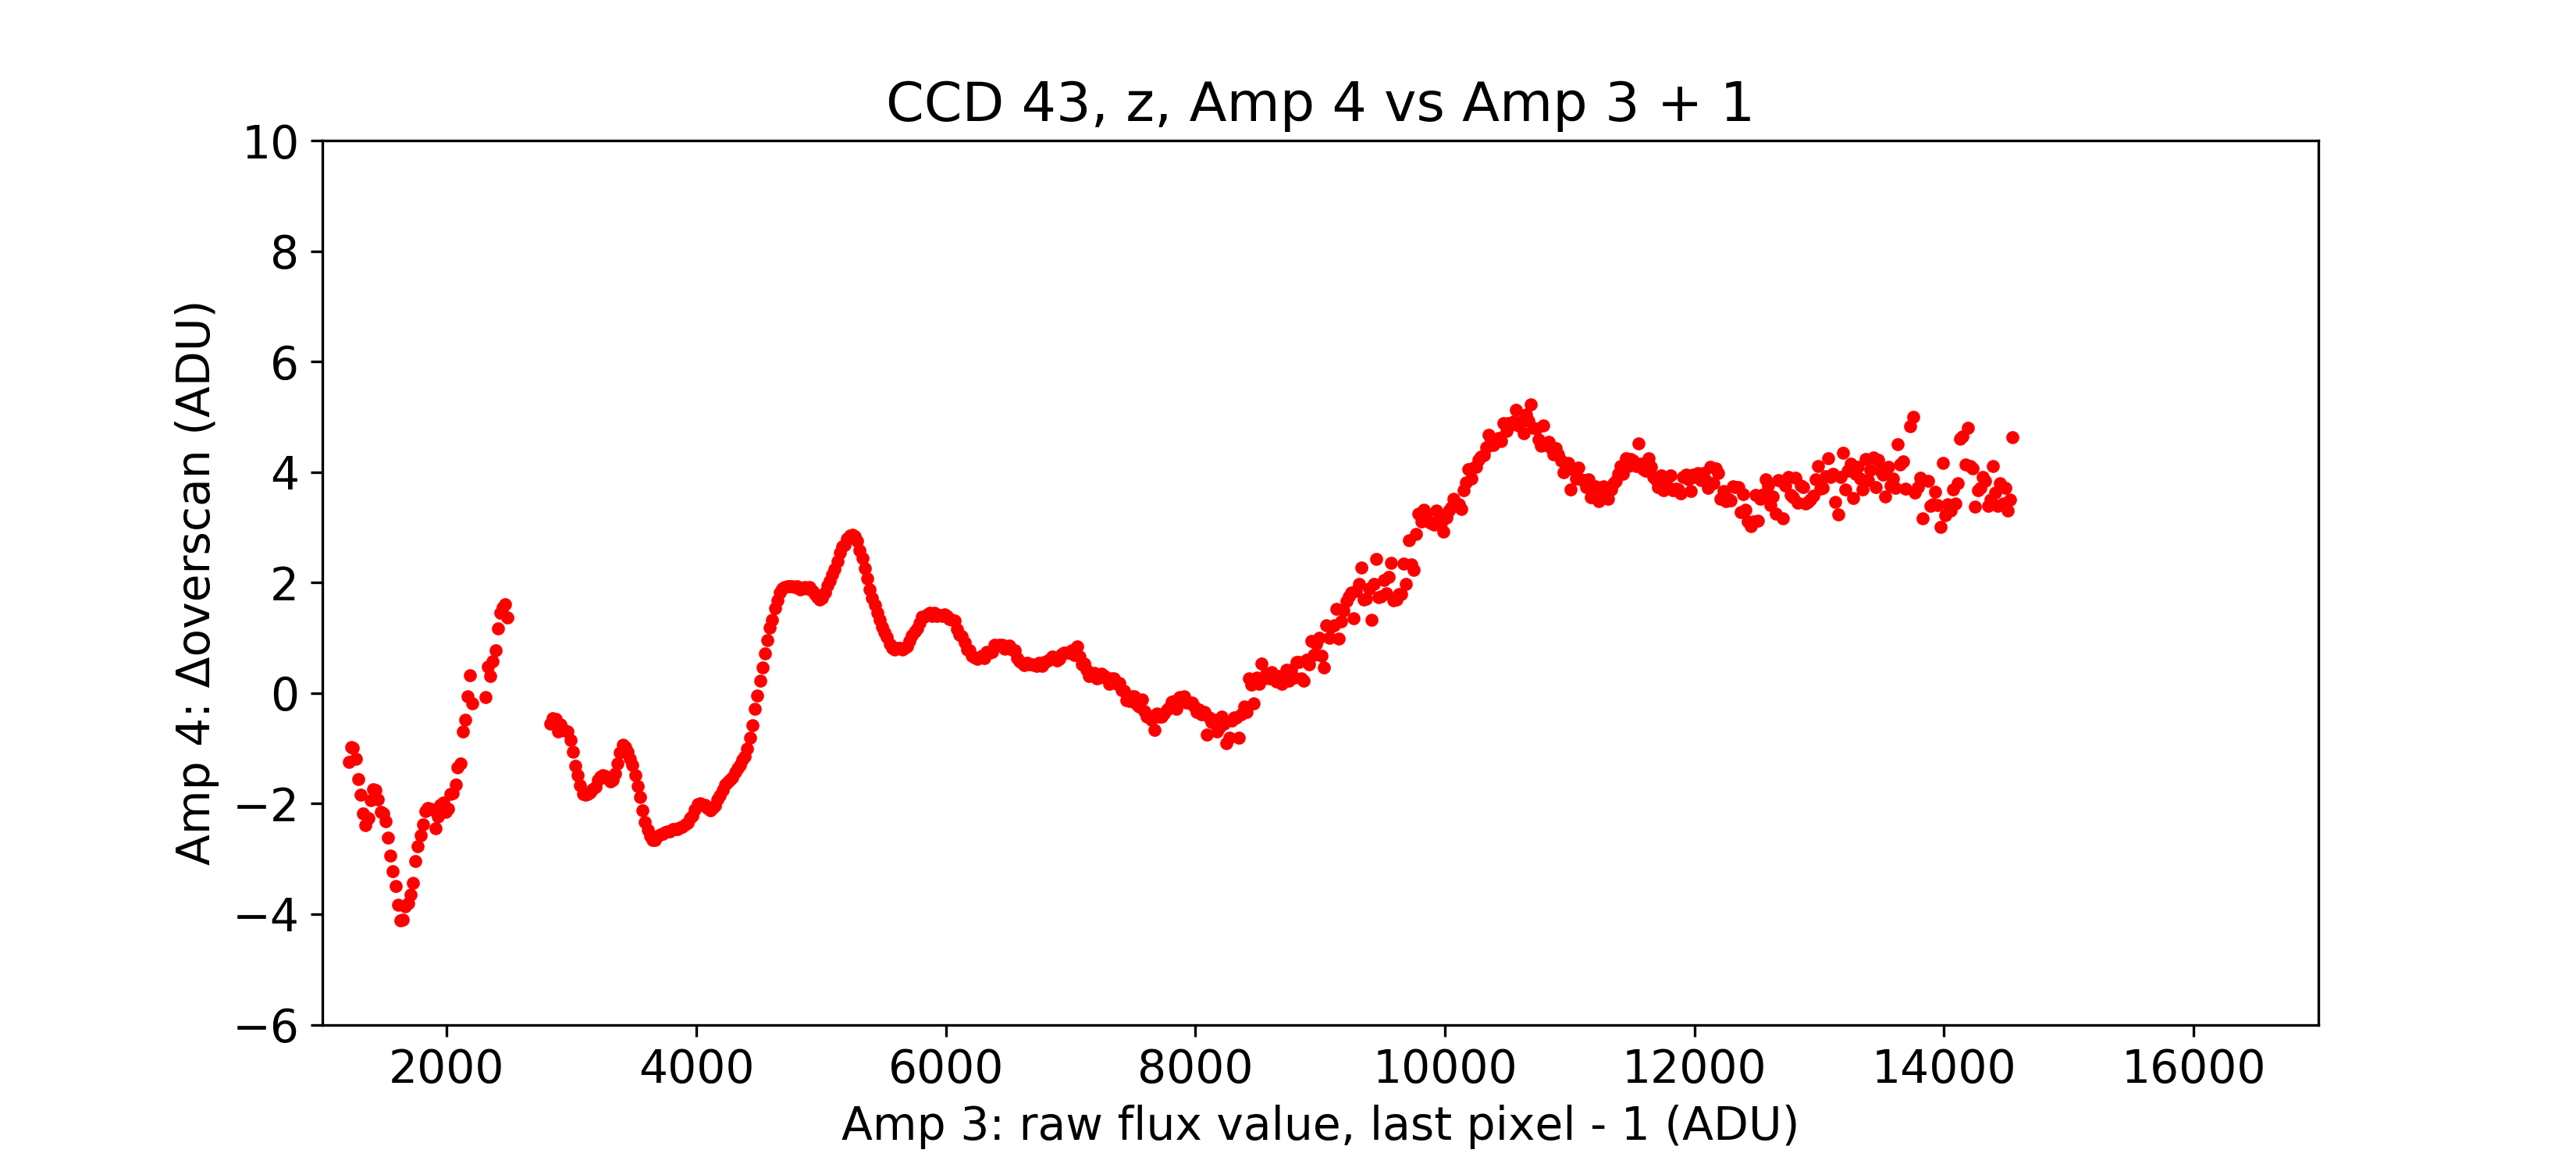 CCD 43, z, Amp 4 vs Amp 3 + 1
10
8
6
4
2
0
−2
−4
−6
Amp 4: Δoverscan (ADU)
2000 4000 6000 8000 10000 12000 14000 16000
Amp 3: raw flux value, last pixel - 1 (ADU)